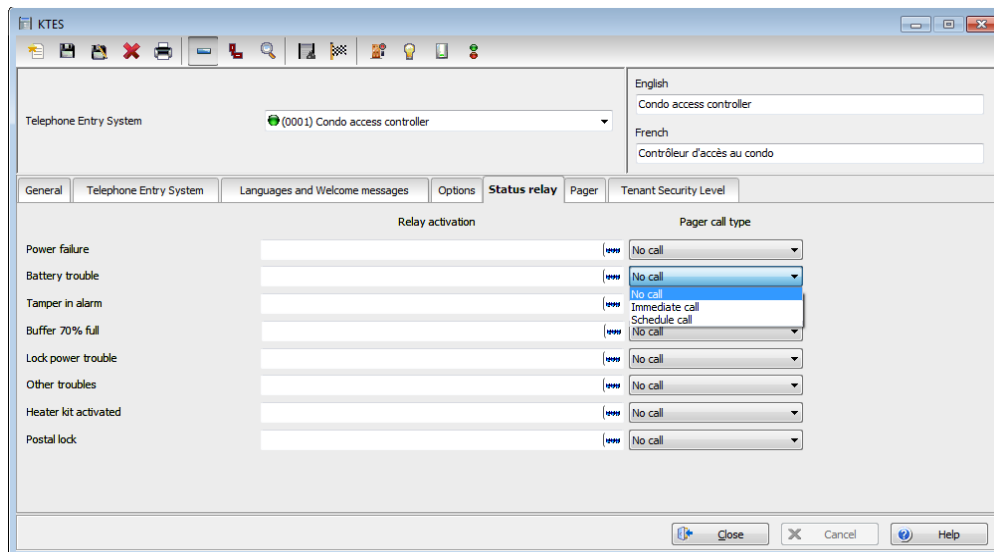 KTES
English
Condo access controller
Telephone Entry System
(0001) Condo access controller
French
Contrôleur d'accès au condo
General Telephone Entry System Languages and Welcome messages Options Status relay Pager Tenant Security Level
Relay activation Pager call type
Power failure No call
Battery trouble No call
No call
Tamper in alarm
Immediate call
Schedule call
Buffer 70% full No call
Lock power trouble No call
Other troubles No call
Heater kit activated No call
Postal lock No call
Close Cancel Help